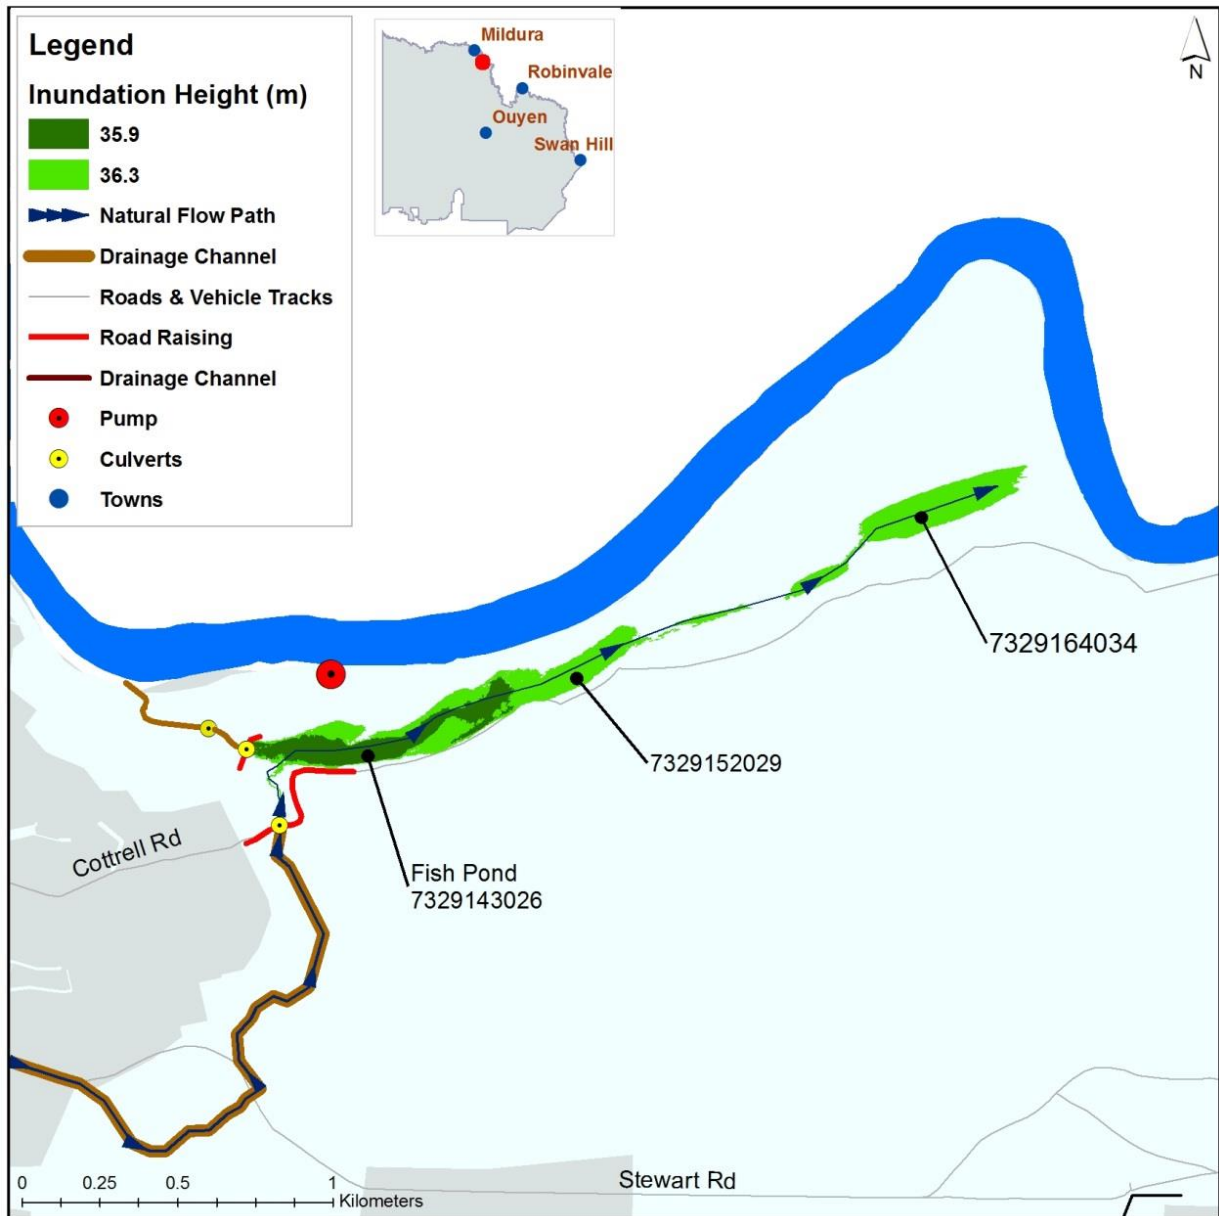 Legend
Inundation Height (m)
35.9
36.3
Natural Flow Path
Drainage Channel
Roads & Vehicle Tracks
Road Raising
Drainage Channel
Pump
Culverts
Towns
Mildura
Robinvale
Ouyen
Swan Hill
N
7329164034
7329152029
Fish Pond
7329143026
Cottrell Rd
Stewart Rd
0 0.25 0.5 1
Kilometers